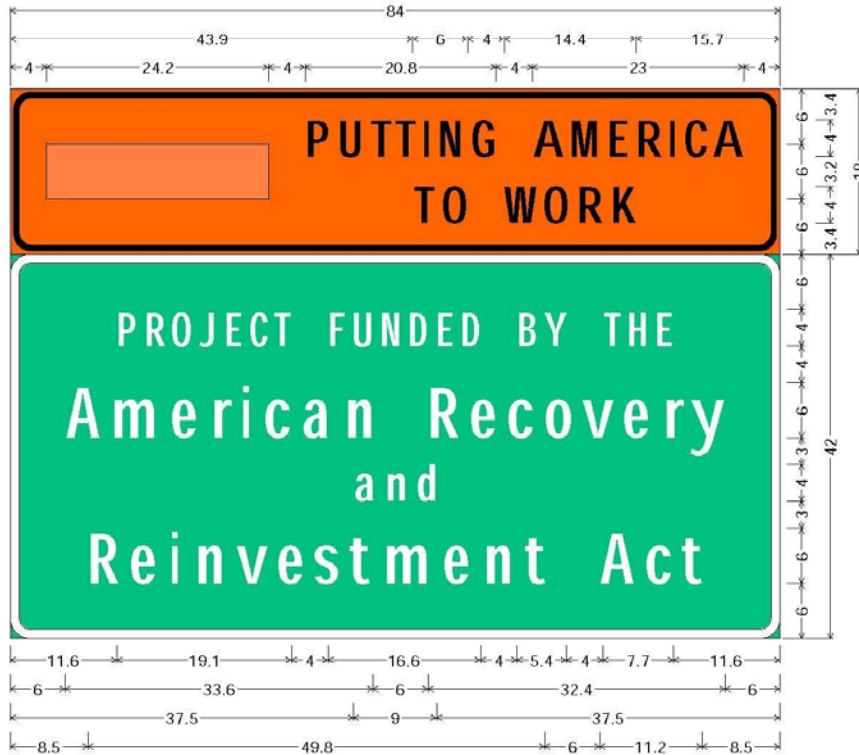 84
43.9 6 4 14.4 15.7
4 24.2 4 20.8 4 23 4
PUTTING AMERICA
TO WORK
6 6 6
3.4 4 3.2 4 3.4
18
PROJECT FUNDED BY THE
American Recovery
and
Reinvestment Act
6 4 4 6 3 4 3 6 6
42
11.6 19.1 4 16.6 4 5.4 4 7.7 11.6
6 33.6 6 32.4 6
37.5 9 37.5
8.5 49.8 6 11.2 8.5